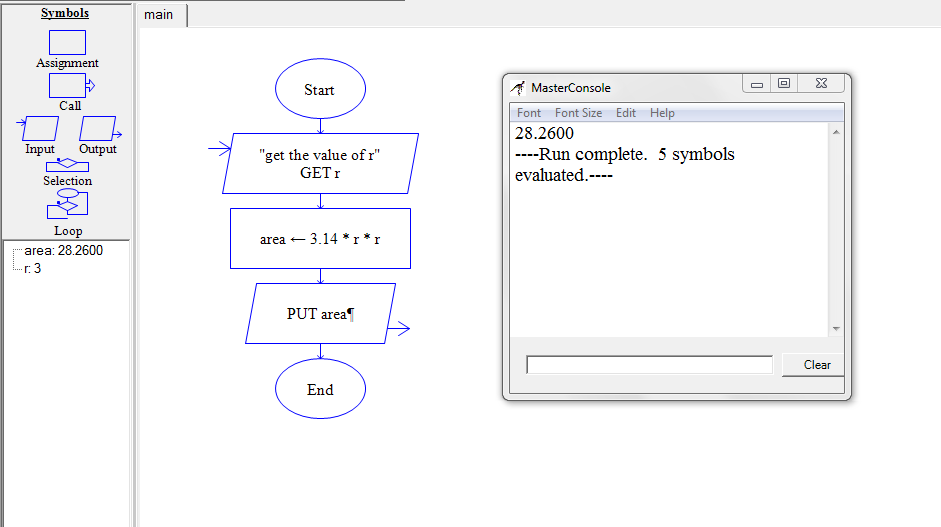 Symbols
Assignment
Call
Input Output
Selection
Loop
area: 28.2600
r: 3
main
Start
"get the value of r"
GET r
area ← 3.14 * r * r
PUT area¶
End
MasterConsole
Font Font Size Edit Help
28.2600
----Run complete.  5 symbols
evaluated.----
Clear